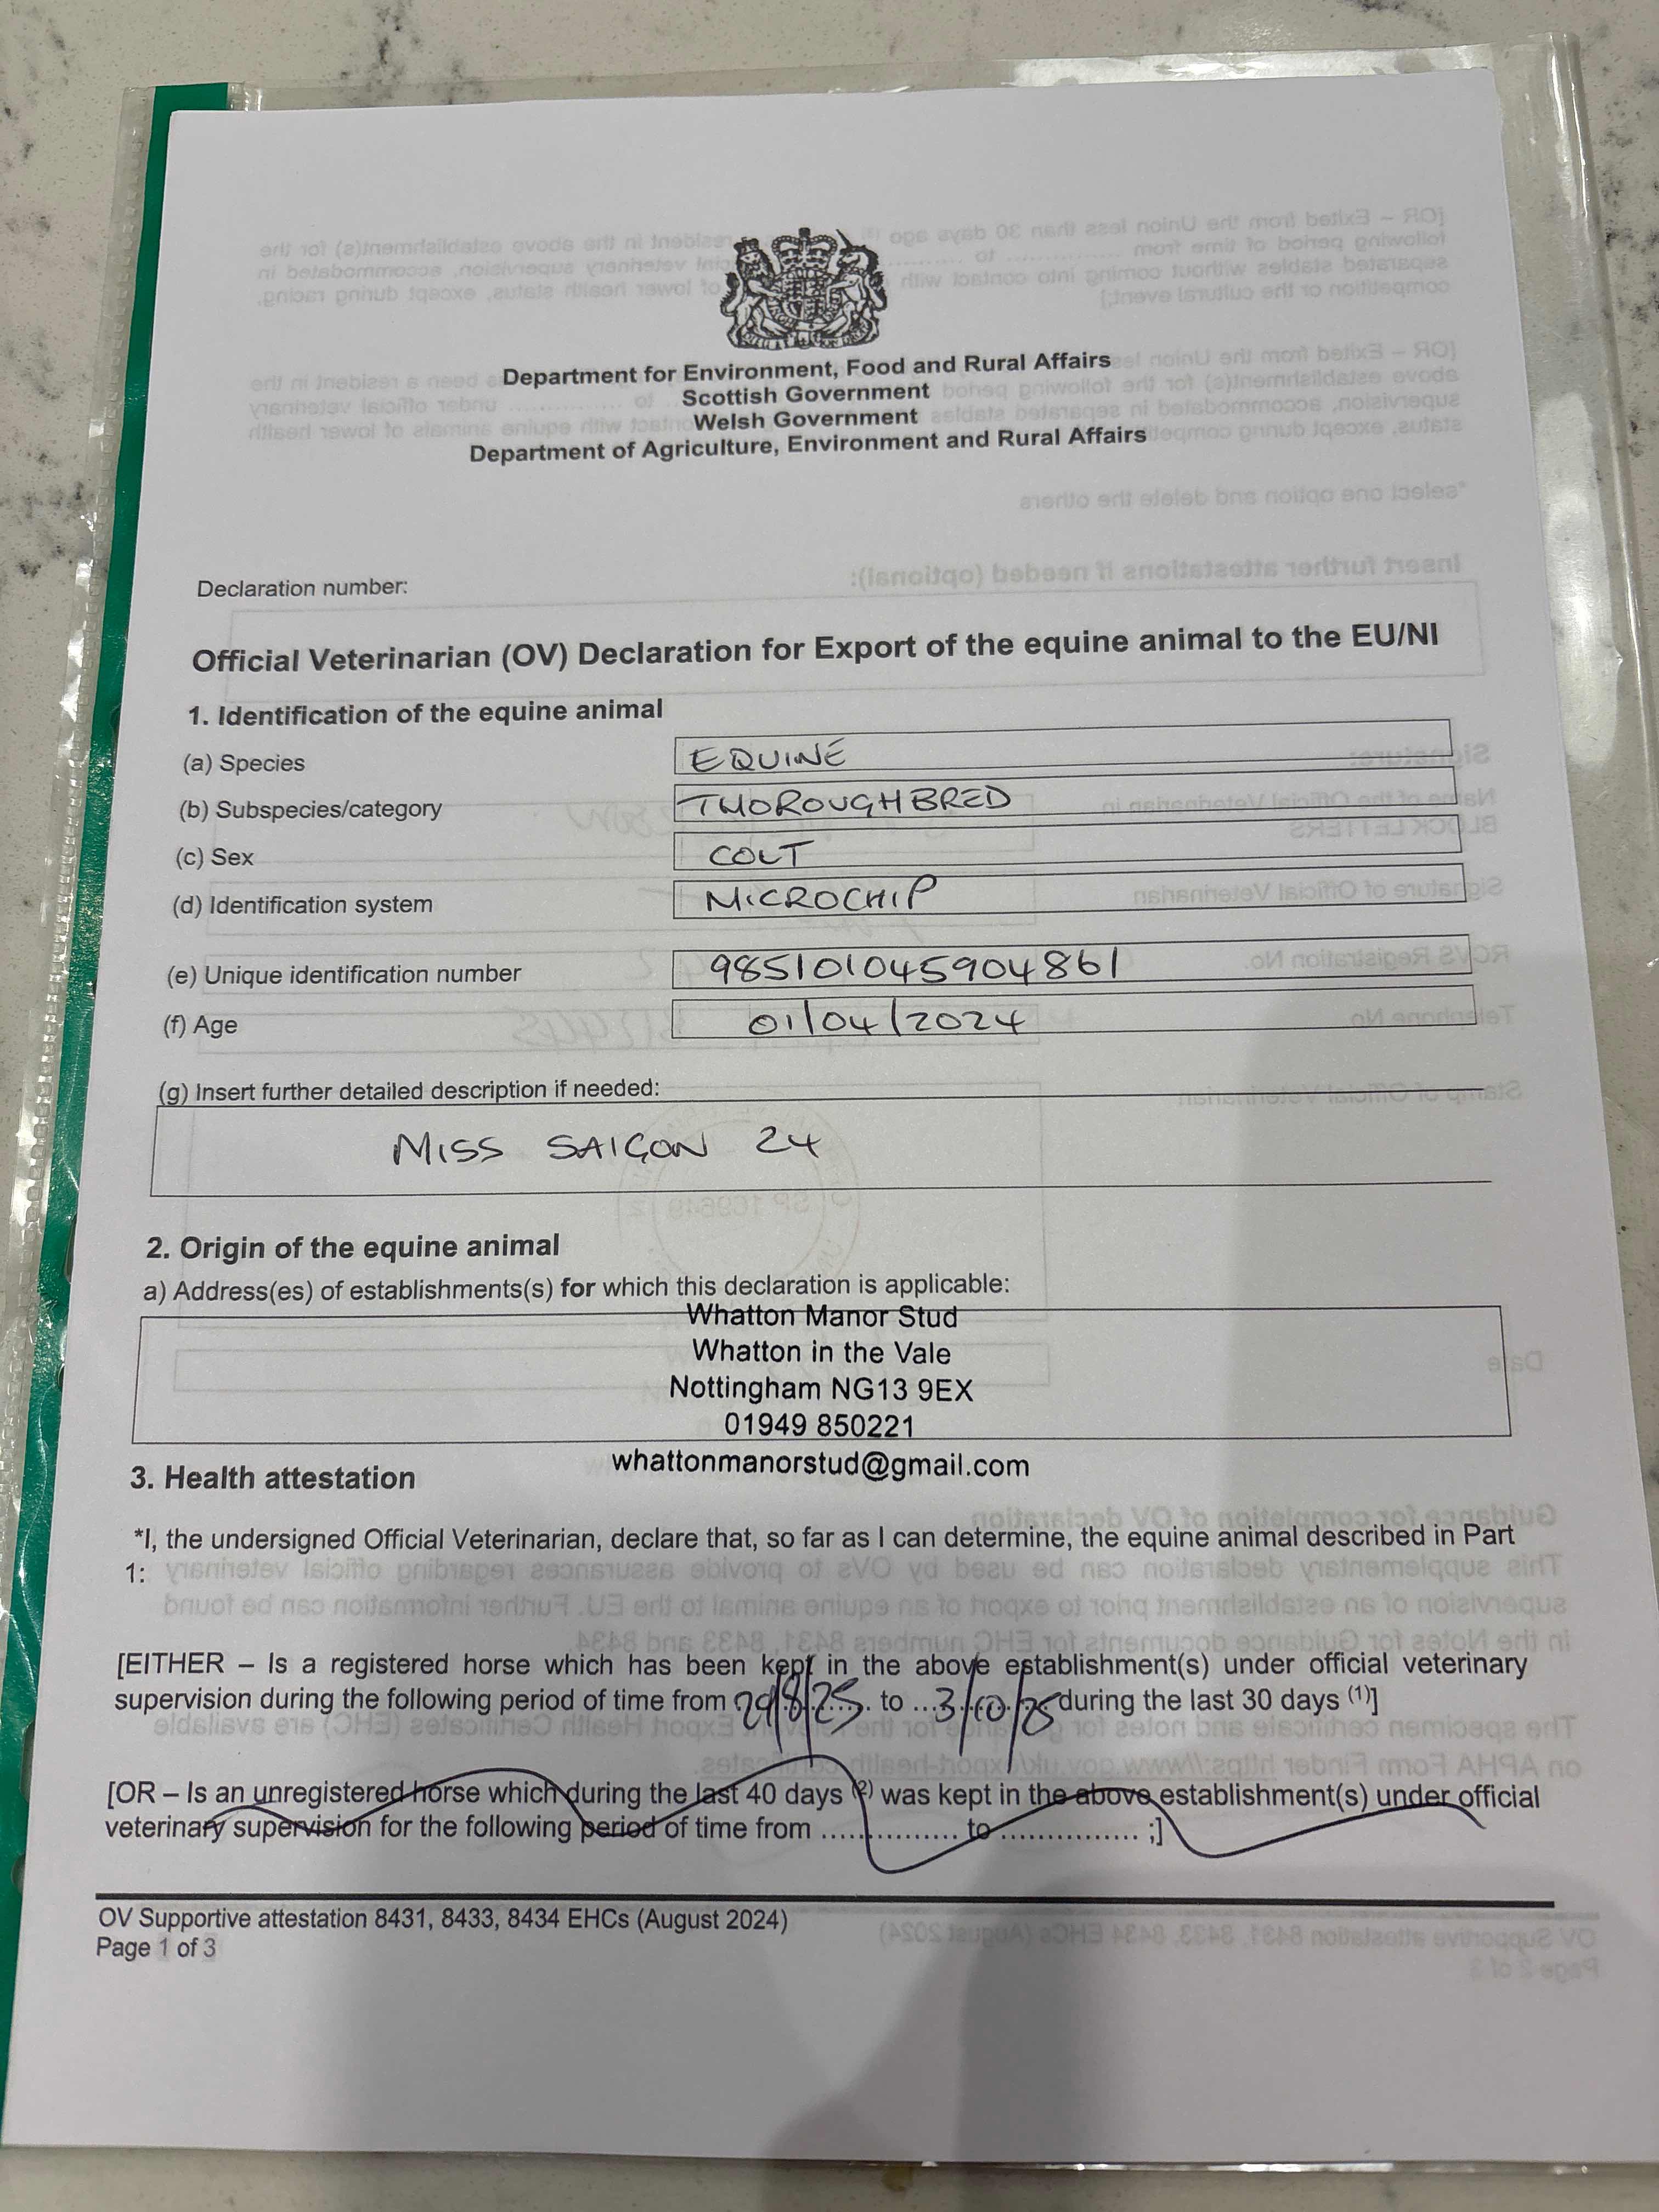 Department for Environment, Food and Rural Affairs
Scottish Government
Welsh Government
Department of Agriculture, Environment and Rural Affairs
Declaration number:
Official Veterinarian (OV) Declaration for Export of the equine animal to the EU/NI
1. Identification of the equine animal
(a) Species EQUINE
(b) Subspecies/category THOROUGHBRED
(c) Sex COLT
(d) Identification system MICROCHIP
(e) Unique identification number 985101045904861
(f) Age 01/04/2024
(g) Insert further detailed description if needed:
MISS SAIGON 24
2. Origin of the equine animal
a) Address(es) of establishments(s) for which this declaration is applicable:
Whatton Manor Stud
Whatton in the Vale
Nottingham NG13 9EX
01949 850221
whattonmanorstud@gmail.com
3. Health attestation
*I, the undersigned Official Veterinarian, declare that, so far as I can determine, the equine animal described in Part
1:
[EITHER – Is a registered horse which has been kept in the above establishment(s) under official veterinary
supervision during the following period of time from 29/8/25 to ...3/10/25 during the last 30 days (1)]
[OR – Is an unregistered horse which during the last 40 days (2) was kept in the above establishment(s) under official
veterinary supervision for the following period of time from ................ to ................ ;]
OV Supportive attestation 8431, 8433, 8434 EHCs (August 2024)
Page 1 of 3